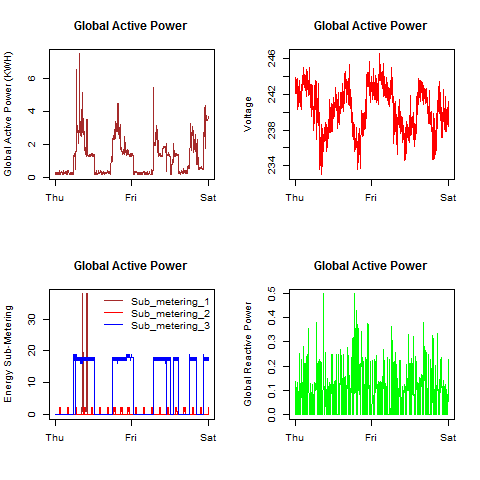 Global Active Power
Global Active Power (KWH)
6
4
2
0
Thu Fri Sat
Global Active Power
Voltage
246
242
238
234
Thu Fri Sat
Global Active Power
Energy Sub-Metering
30
20
10
0
Sub_metering_1
Sub_metering_2
Sub_metering_3
Thu Fri Sat
Global Active Power
Global Reactive Power
0.5
0.4
0.3
0.2
0.1
0.0
Thu Fri Sat